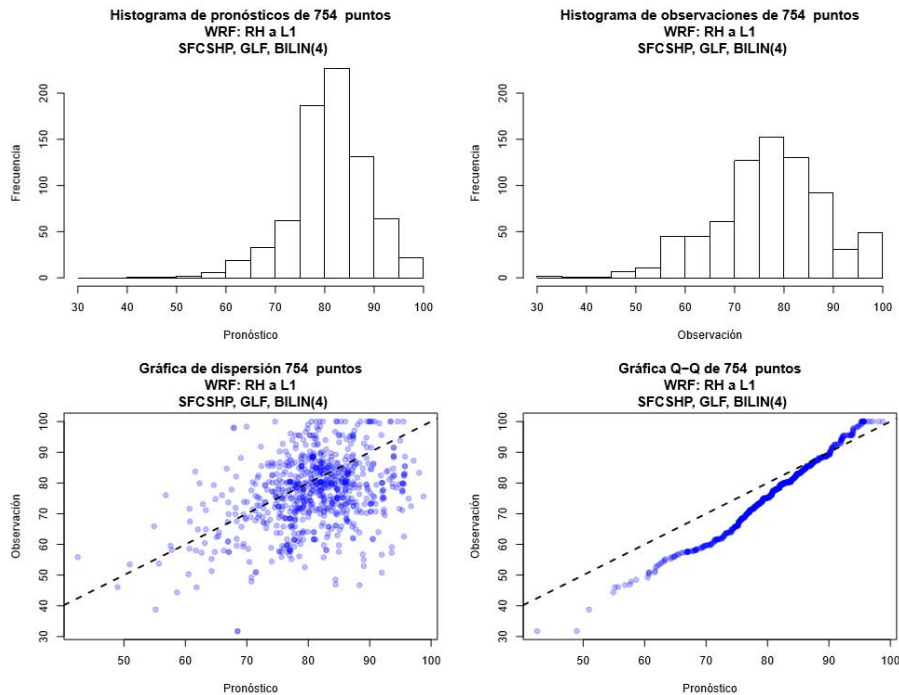 Histograma de pronósticos de 754 puntos
WRF: RH a L1
SFCSHP, GLF, BILIN(4)
Frecuencia
0
50
100
150
200
30 40 50 60 70 80 90 100
Pronóstico
Histograma de observaciones de 754 puntos
WRF: RH a L1
SFCSHP, GLF, BILIN(4)
Frecuencia
0
50
100
150
200
30 40 50 60 70 80 90 100
Observación
Gráfica de dispersión 754 puntos
WRF: RH a L1
SFCSHP, GLF, BILIN(4)
Observación
30
40
50
60
70
80
90
100
50 60 70 80 90 100
Pronóstico
Gráfica Q−Q de 754 puntos
WRF: RH a L1
SFCSHP, GLF, BILIN(4)
Observación
30
40
50
60
70
80
90
100
50 60 70 80 90 100
Pronóstico